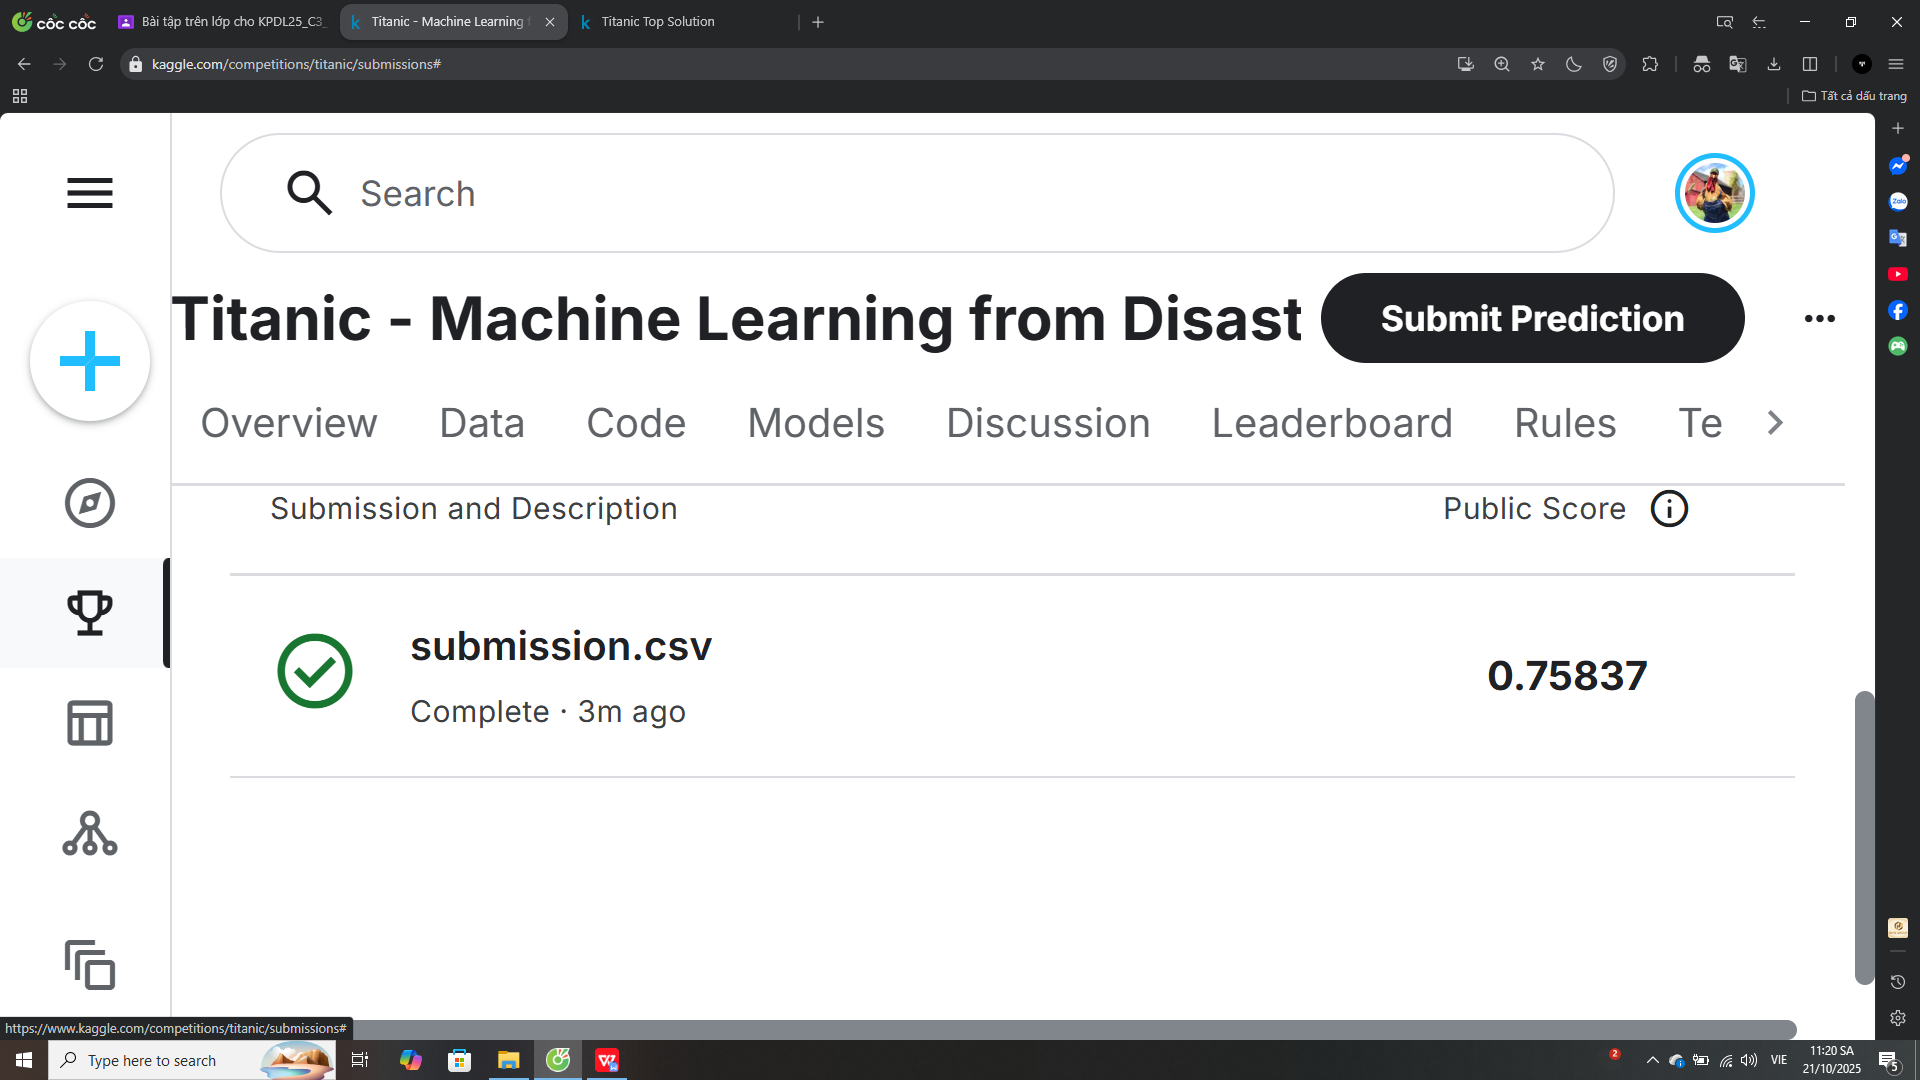 cốc cốc
Bài tập trên lớp cho KPDL25_C3_
Titanic - Machine Learning f
Titanic Top Solution
kaggle.com/competitions/titanic/submissions#
Tất cả dấu trang
Search
Titanic - Machine Learning from Disast
Submit Prediction
Overview
Data
Code
Models
Discussion
Leaderboard
Rules
Te
Submission and Description
Public Score
submission.csv
0.75837
Complete · 3m ago
Zalo
https://www.kaggle.com/competitions/titanic/submissions#
Type here to search
2
VIE
11:20 SA
21/10/2025
5